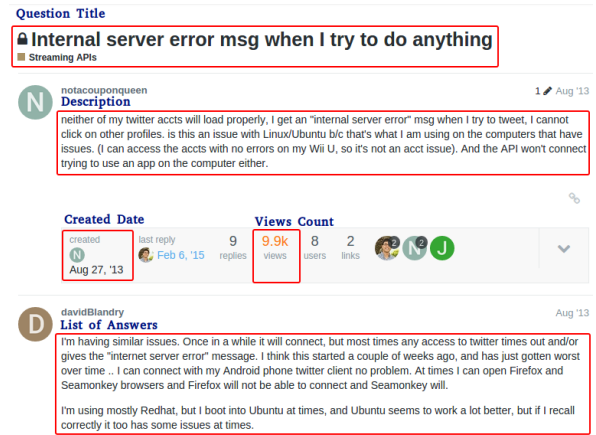 Question Title
Internal server error msg when I try to do anything
Streaming APIs
N
notacouponqueen
1 Aug '13
Description
neither of my twitter accts will load properly, I get an "internal server error" msg when I try to tweet, I cannot
click on other profiles. is this an issue with Linux/Ubuntu b/c that's what I am using on the computers that have
issues. (I can access the accts with no errors on my Wii U, so it's not an acct issue). And the API won't connect
trying to use an app on the computer either.
Created Date
Views Count
created
last reply
9
9.9k
8
2
2
N
2
J
N
Feb 6, '15
replies
views
users
links
Aug 27, '13
D
davidBlandry
Aug '13
List of Answers
I'm having similar issues. Once in a while it will connect, but most times any access to twitter times out and/or
gives the "internet server error" message. I think this started a couple of weeks ago, and has just gotten worst
over time .. I can connect with my Android phone twitter client no problem. At times I can open Firefox and
Seamonkey browsers and Firefox will not be able to connect and Seamonkey will.
I'm using mostly Redhat, but I boot into Ubuntu at times, and Ubuntu seems to work a lot better, but if I recall
correctly it too has some issues at times.